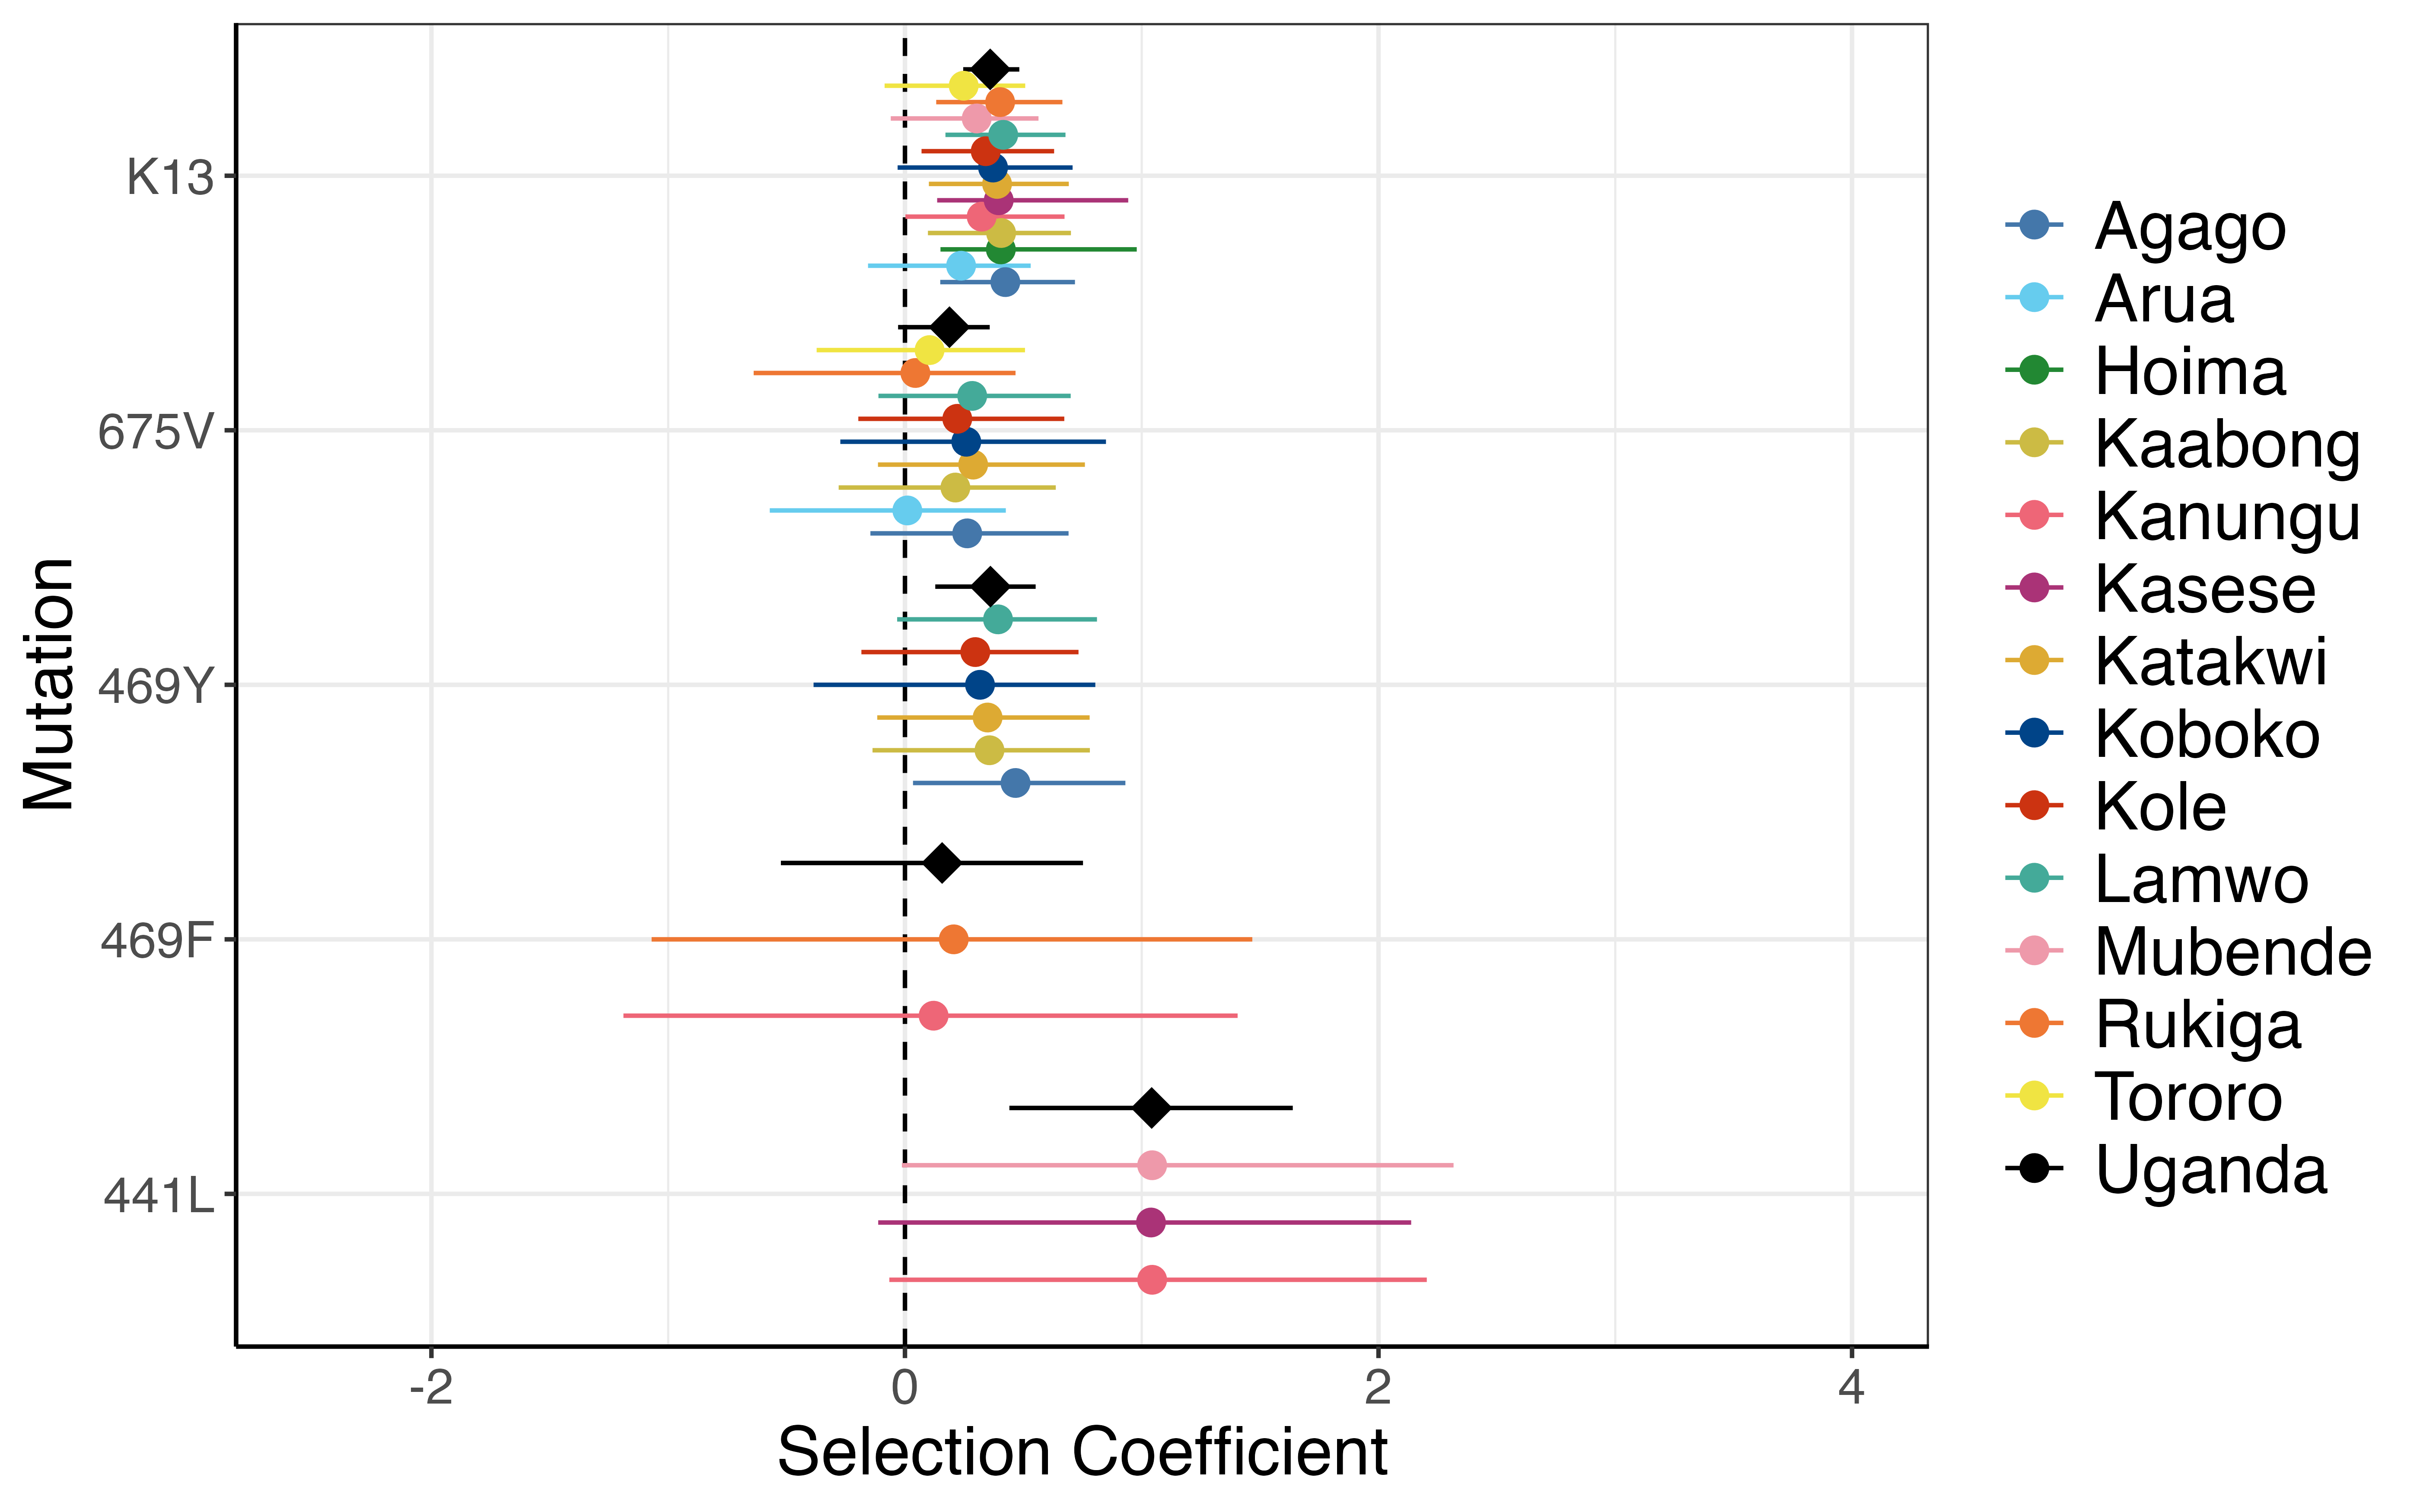 Mutation
K13
675V
469Y
469F
441L
-2
0
2
4
Selection Coefficient
Agago
Arua
Hoima
Kaabong
Kanungu
Kasese
Katakwi
Koboko
Kole
Lamwo
Mubende
Rukiga
Tororo
Uganda